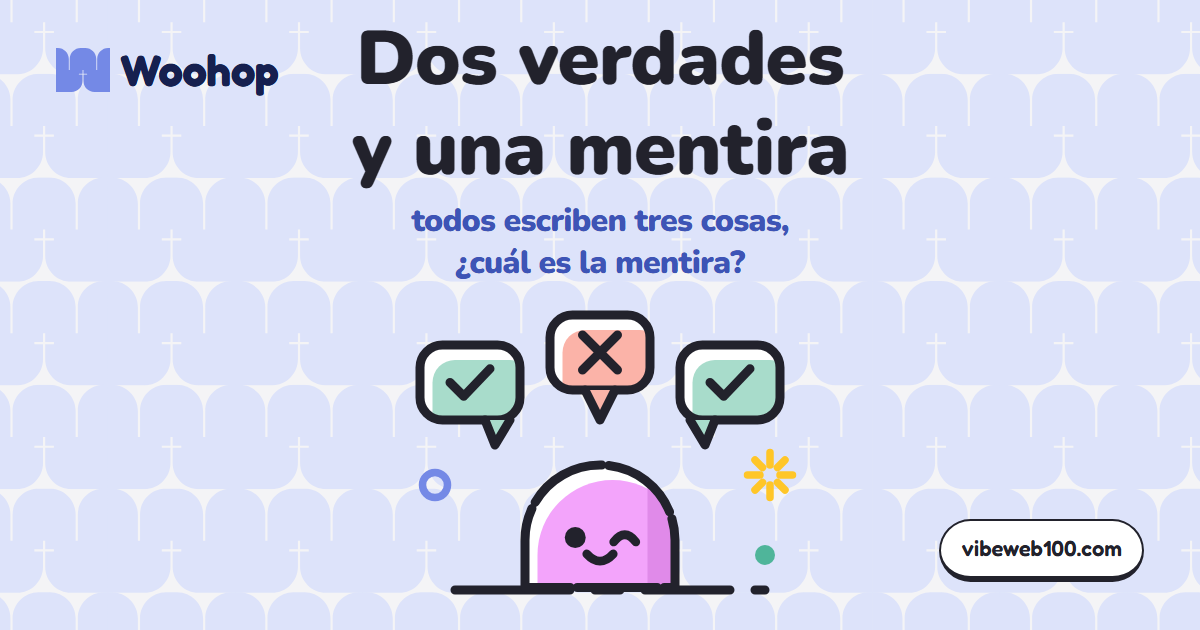 Woohop
Dos verdades
y una mentira
todos escriben tres cosas,
¿cuál es la mentira?
vibeweb100.com